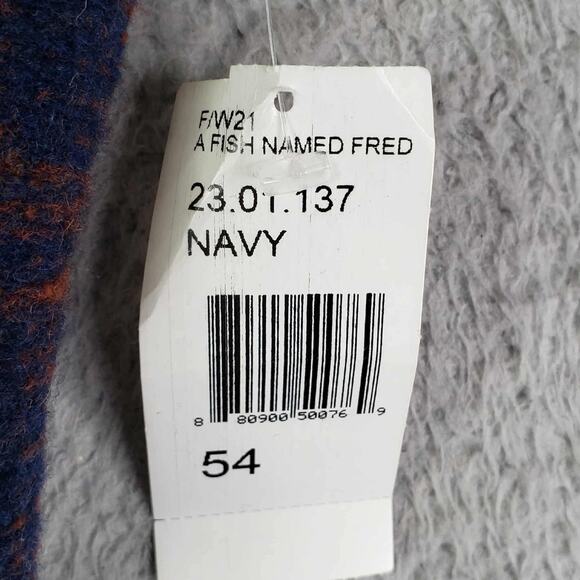 F/W21
A FISH NAMED FRED
23.01.137
NAVY
8 80900 50076 9
54